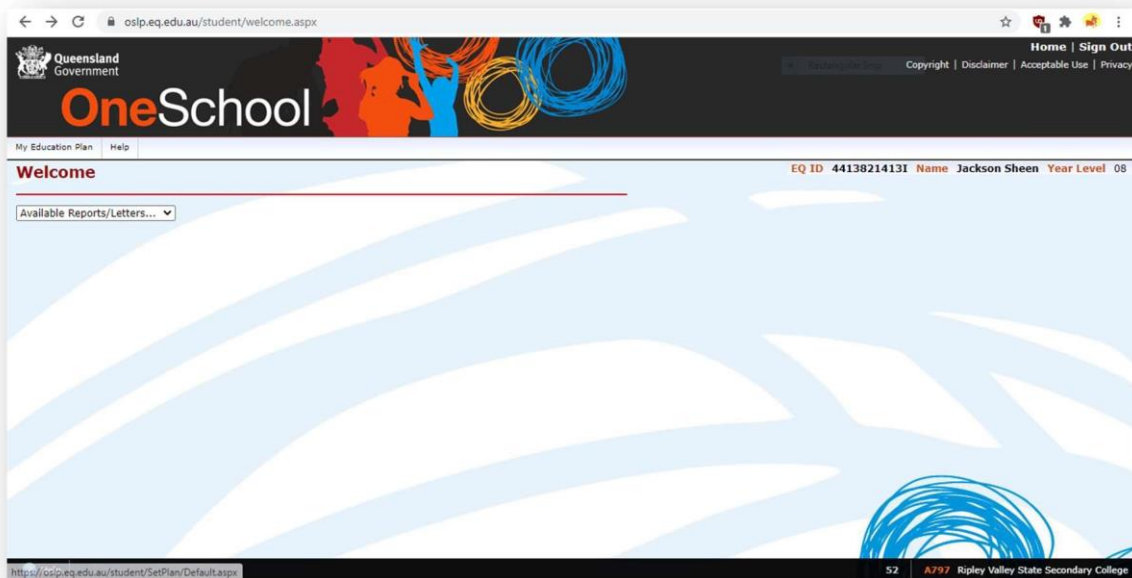 oslp.eq.edu.au/student/welcome.aspx
Home | Sign Out
Queensland
Government
Copyright | Disclaimer | Acceptable Use | Privacy
OneSchool
My Education Plan Help
Welcome
EQ ID 4413821413I Name Jackson Sheen Year Level 08
Available Reports/Letters...
https://oslp.eq.edu.au/student/SetPlan/Default.aspx
52 A797 Ripley Valley State Secondary College